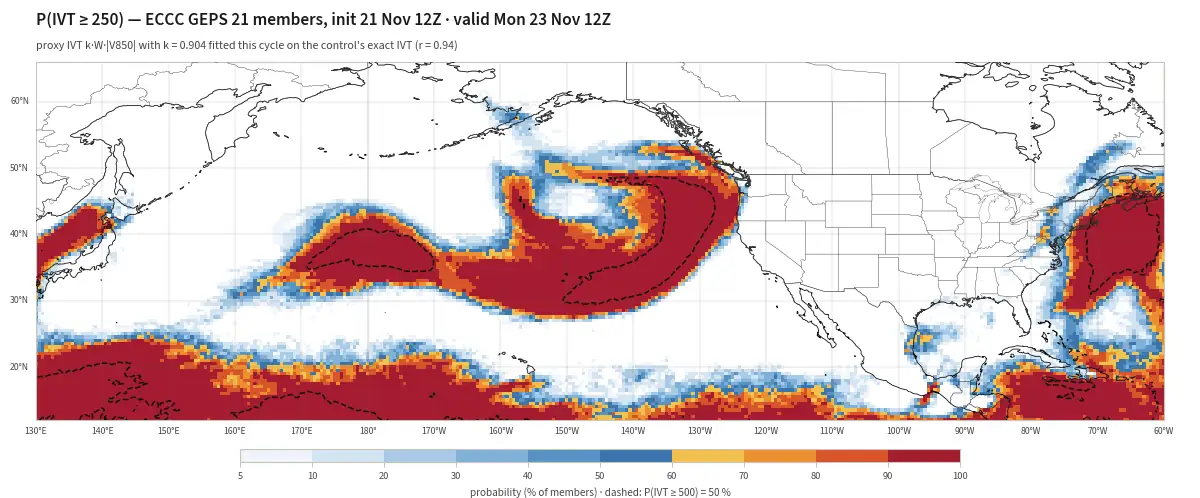 P(IVT ≥ 250) — ECCC GEPS 21 members, init 21 Nov 12Z · valid Mon 23 Nov 12Z
proxy IVT k·W·|V850| with k = 0.904 fitted this cycle on the control's exact IVT (r = 0.94)
60°N
50°N
40°N
30°N
20°N
130°E 140°E 150°E 160°E 170°E 180° 170°W 160°W 150°W 140°W 130°W 120°W 110°W 100°W 90°W 80°W 70°W 60°W
5 10 20 30 40 50 60 70 80 90 100
probability (% of members) · dashed: P(IVT ≥ 500) = 50 %